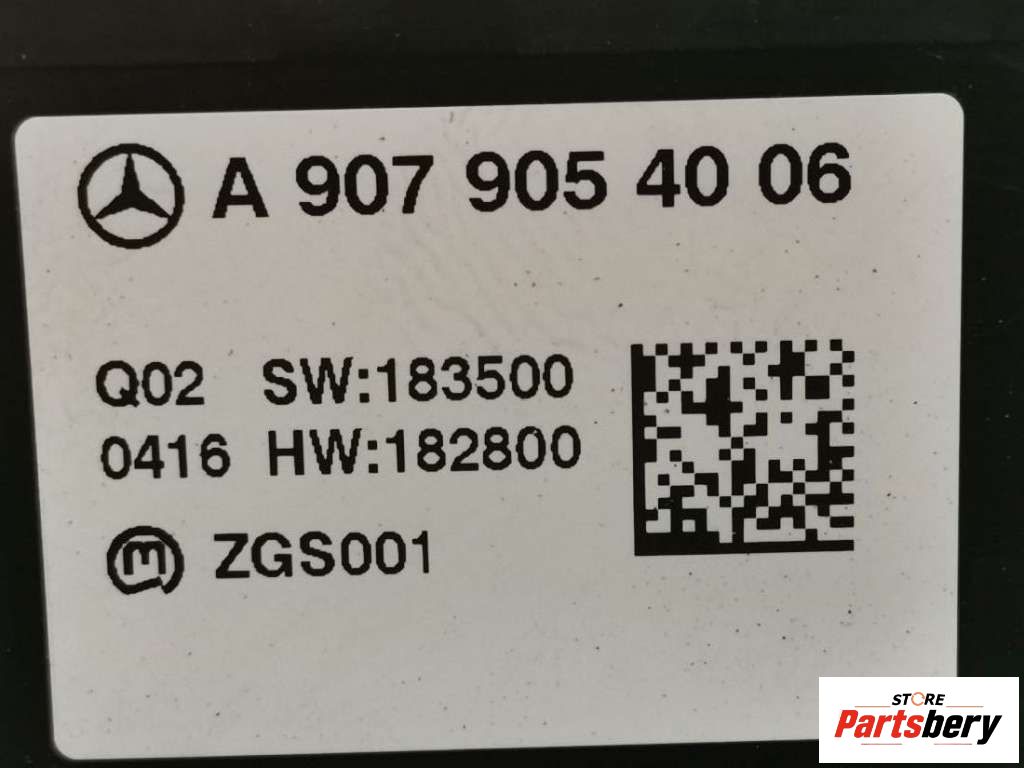 A 907 905 40 06
Q02 SW:183500
0416 HW:182800
m ZGS001
STORE
Partsbery